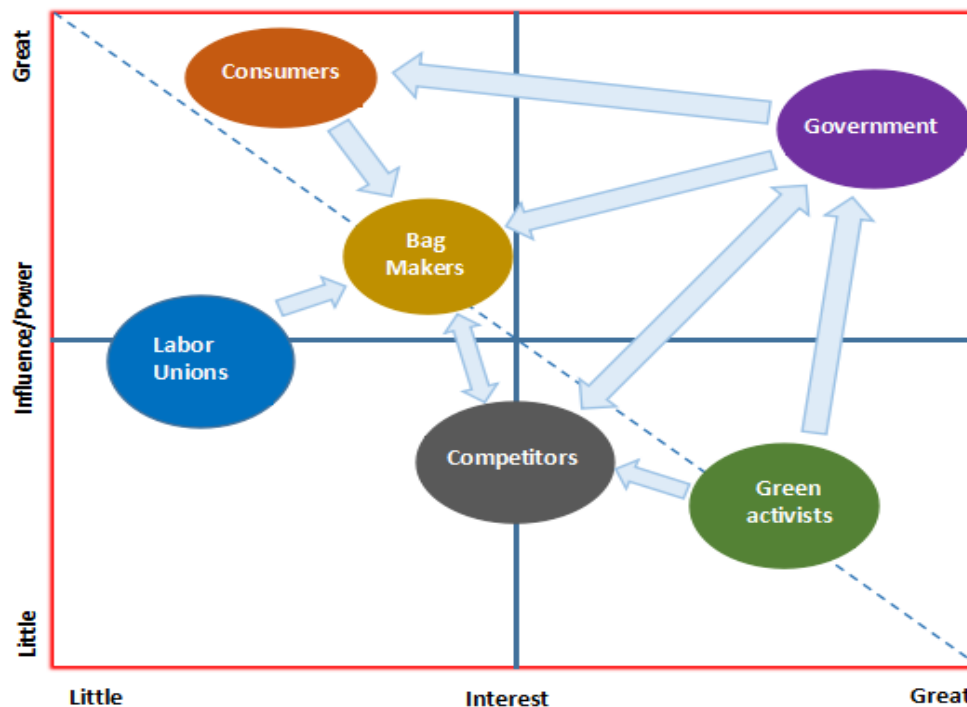 Great
Consumers
Government
Bag
Makers
Influence/Power
Labor
Unions
Competitors
Green
activists
Little
Little
Interest
Great